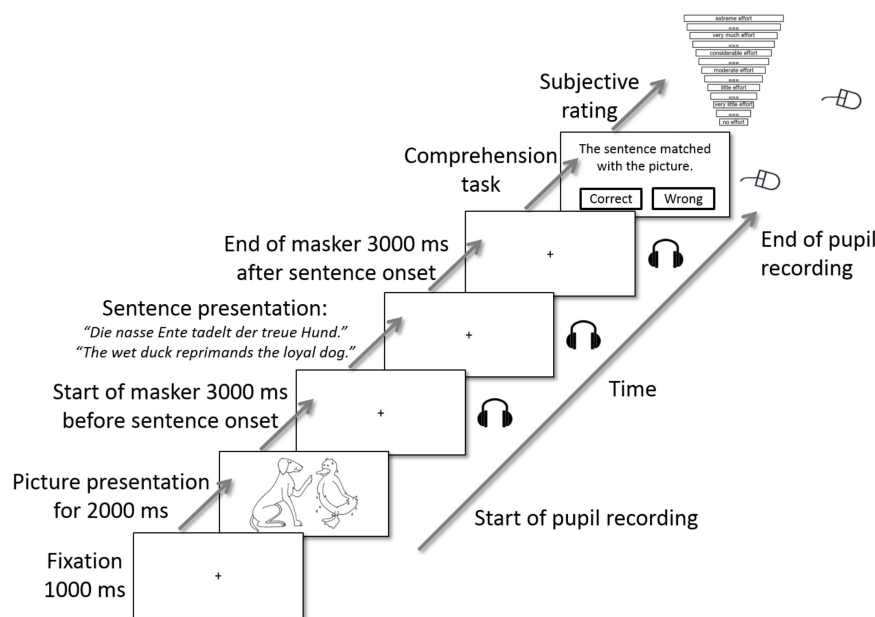 extreme effort
===
very much effort
===
considerable effort
===
moderate effort
===
little effort
===
very little effort
===
no effort
Subjective
rating
The sentence matched
with the picture.
Correct
Wrong
Comprehension
task
End of pupil
recording
End of masker 3000 ms
after sentence onset
+
Sentence presentation:
“Die nasse Ente tadelt der treue Hund.”
“The wet duck reprimands the loyal dog.”
+
Time
Start of masker 3000 ms
before sentence onset
+
Picture presentation
for 2000 ms
Start of pupil recording
Fixation
1000 ms
+